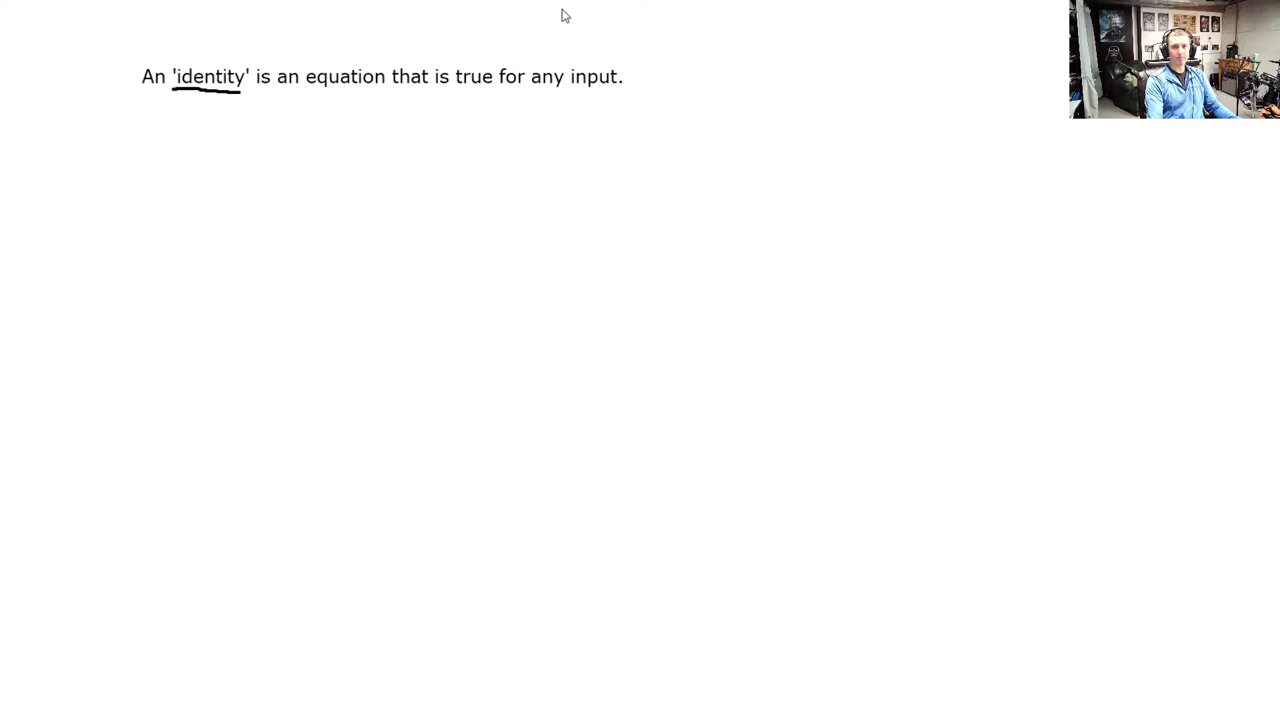 An 'identity' is an equation that is true for any input.